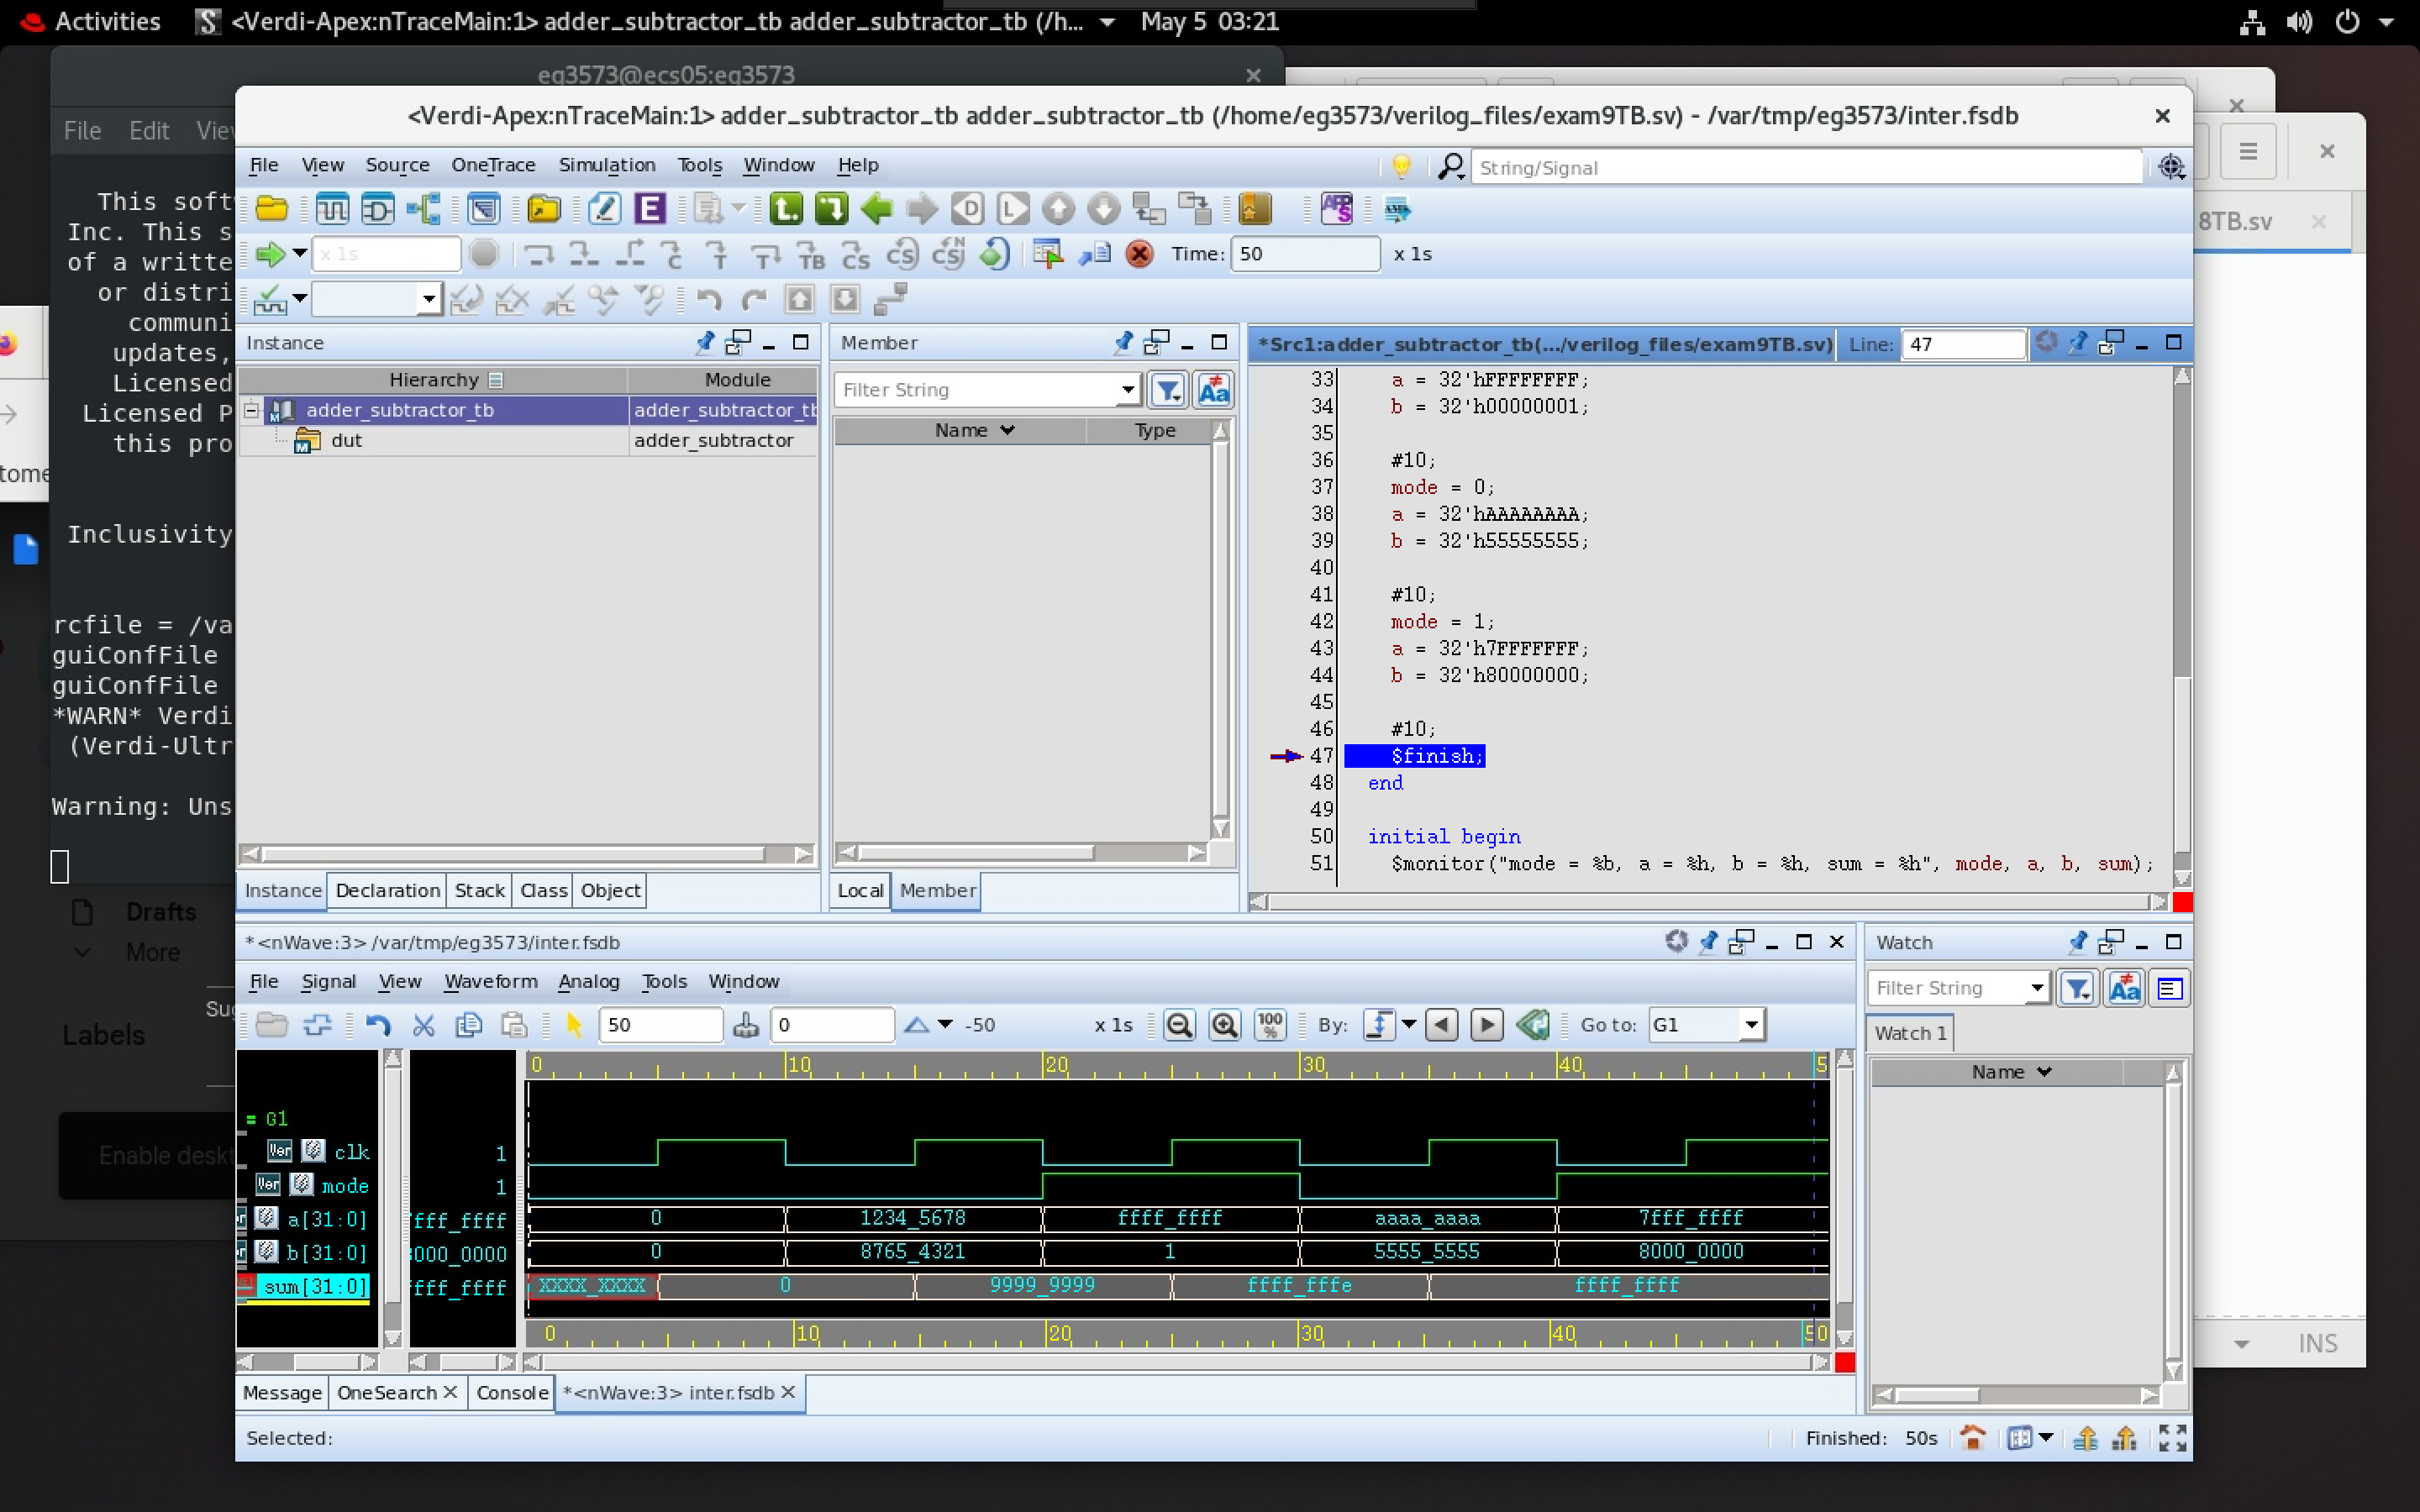 Activities
<Verdi-Apex:nTraceMain:1> adder_subtractor_tb adder_subtractor_tb (/h...
May 5 03:21
eg3573@ecs05:eg3573
File Edit
This soft
Inc. This s
of a writte
or distri
communi
updates,
Licensed
Licensed P
this pro
Inclusivity
rcfile = /va
guiConfFile
guiConfFile
*WARN* Verdi
(Verdi-Ultr
Warning: Uns
Drafts
More
Labels
8TB.sv
INS
<Verdi-Apex:nTraceMain:1> adder_subtractor_tb adder_subtractor_tb (/home/eg3573/verilog_files/exam9TB.sv) - /var/tmp/eg3573/inter.fsdb
File View Source OneTrace Simulation Tools Window Help
String/Signal
x 1s
Time: 50 x 1s
Instance
Hierarchy Module
adder_subtractor_tb adder_subtractor_tb
dut adder_subtractor
Instance Declaration Stack Class Object
Member
Filter String
Name Type
Local Member
*Src1:adder_subtractor_tb(.../verilog_files/exam9TB.sv) Line: 47
33 a = 32'hFFFFFFFF;
34 b = 32'h00000001;
35
36 #10;
37 mode = 0;
38 a = 32'hAAAAAAAA;
39 b = 32'h55555555;
40
41 #10;
42 mode = 1;
43 a = 32'h7FFFFFFF;
44 b = 32'h80000000;
45
46 #10;
47 $finish;
48 end
49
50 initial begin
51 $monitor("mode = %b, a = %h, b = %h, sum = %h", mode, a, b, sum);
*<nWave:3> /var/tmp/eg3573/inter.fsdb
File Signal View Waveform Analog Tools Window
50 0 -50 x 1s 100 % By: Go to: G1
0 10 20 30 40 5
= G1
clk 1
mode 1
a[31:0] fff_ffff 0 1234_5678 ffff_ffff aaaa_aaaa 7fff_ffff
b[31:0] 000_0000 0 8765_4321 1 5555_5555 8000_0000
sum[31:0] fff_ffff XXXX_XXXX 0 9999_9999 ffff_fffe ffff_ffff
0 10 20 30 40 50
Message OneSearch Console *<nWave:3> inter.fsdb
Watch
Filter String
Watch 1
Name
Selected:
Finished: 50s